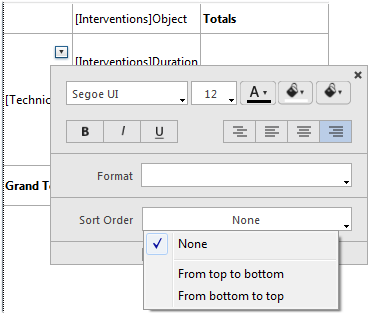 [Interventions]Object Totals
[Interventions]Duration
Segoe UI 12 A
[Technic
B I U
Format
Grand To
Sort Order None
None
From top to bottom
From bottom to top